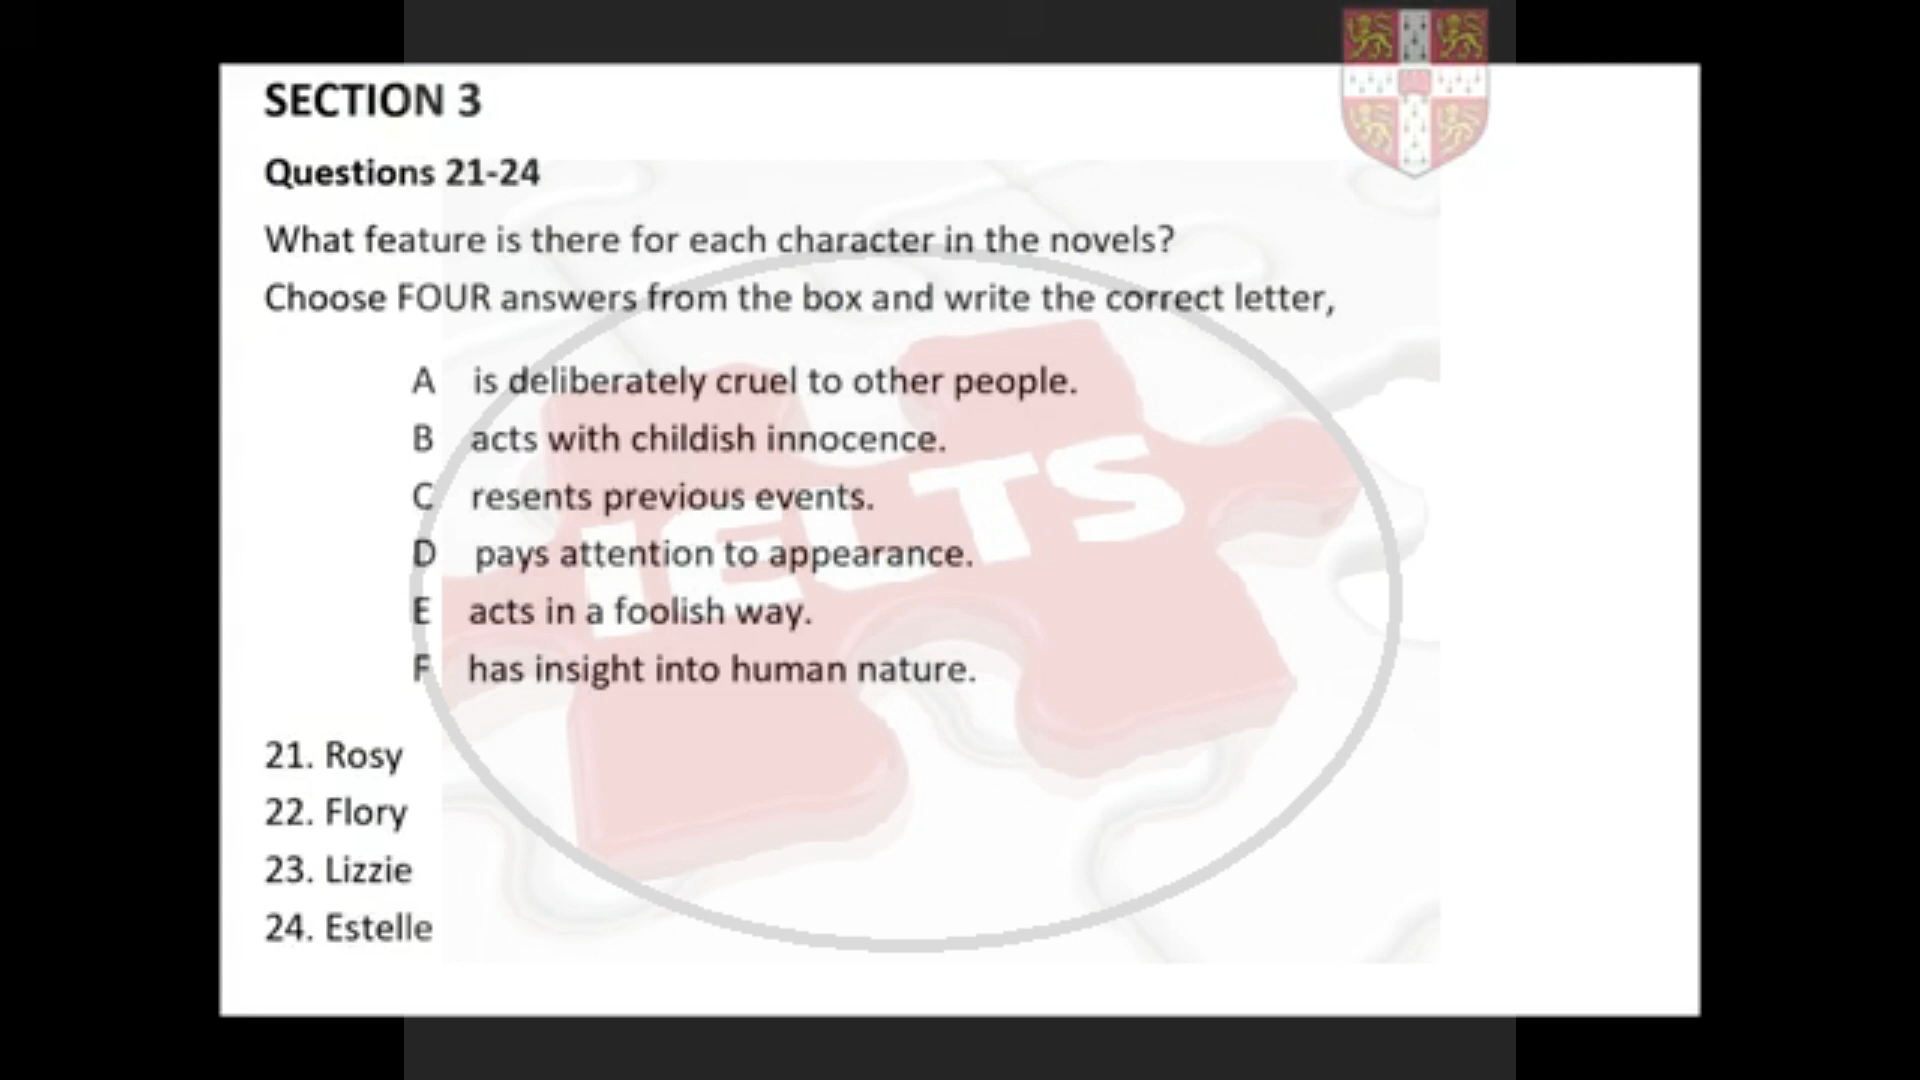 SECTION 3
Questions 21-24
What feature is there for each character in the novels?
Choose FOUR answers from the box and write the correct letter,
A is deliberately cruel to other people.
B acts with childish innocence.
C resents previous events.
D pays attention to appearance.
E acts in a foolish way.
F has insight into human nature.
IELTS
21. Rosy
22. Flory
23. Lizzie
24. Estelle